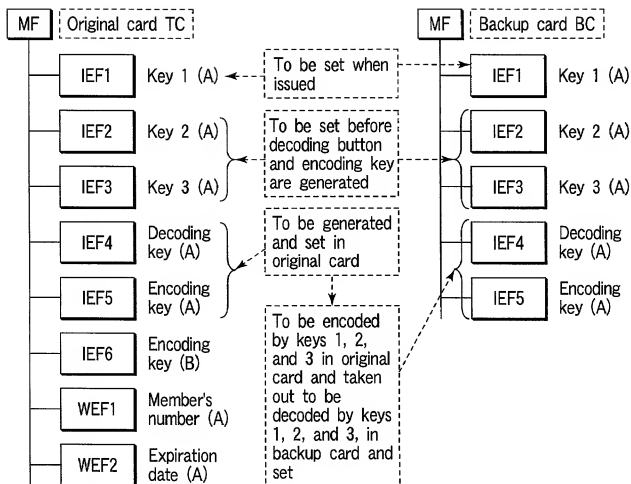 MF
Original card TC
IEF1
Key 1 (A)
IEF2
Key 2 (A)
IEF3
Key 3 (A)
IEF4
Decoding
key (A)
IEF5
Encoding
key (A)
IEF6
Encoding
key (B)
WEF1
Member's
number (A)
WEF2
Expiration
date (A)
To be set when
issued
To be set before
decoding button
and encoding key
are generated
To be generated
and set in
original card
To be encoded
by keys 1, 2,
and 3 in original
card and taken
out to be
decoded by keys
1, 2, and 3, in
backup card and
set
MF
Backup card BC
IEF1
Key 1 (A)
IEF2
Key 2 (A)
IEF3
Key 3 (A)
IEF4
Decoding
key (A)
IEF5
Encoding
key (A)